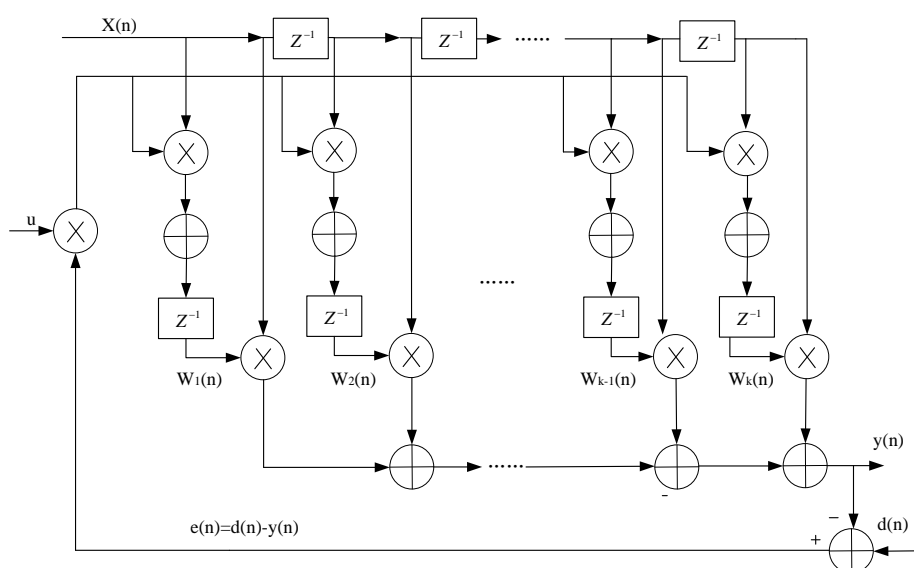 X(n)
Z⁻¹
Z⁻¹
......
Z⁻¹
u
......
Z⁻¹
Z⁻¹
Z⁻¹
Z⁻¹
W₁(n)
W₂(n)
Wₖ₋₁(n)
Wₖ(n)
y(n)
......
-
e(n)=d(n)-y(n)
+
−
d(n)